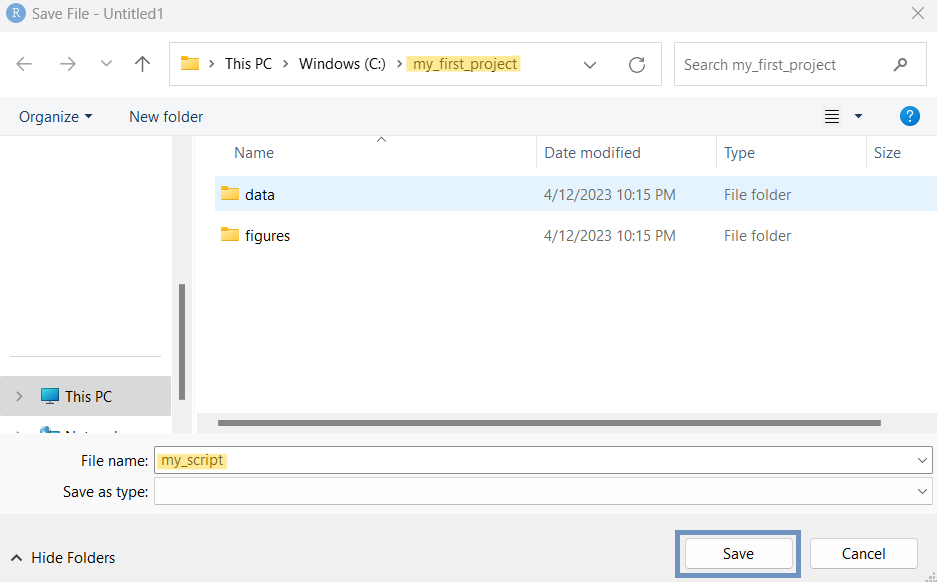 R Save File - Untitled1
This PC > Windows (C:) > my_first_project
Search my_first_project
Organize New folder ?
Name Date modified Type Size
data 4/12/2023 10:15 PM File folder
figures 4/12/2023 10:15 PM File folder
This PC
File name: my_script
Save as type:
Hide Folders Save Cancel